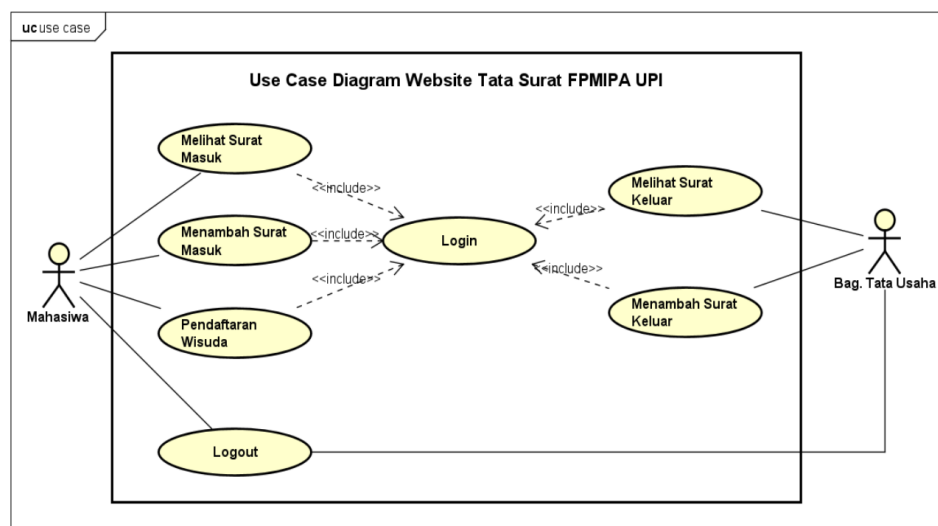 uc use case
Use Case Diagram Website Tata Surat FPMIPA UPI
Melihat Surat
Masuk
<<include>>
Melihat Surat
Keluar
<<include>>
Menambah Surat
Masuk
<<include>>
Login
<<include>>
Mahasiwa
Bag. Tata Usaha
<<include>>
Pendaftaran
Wisuda
Menambah Surat
Keluar
Logout